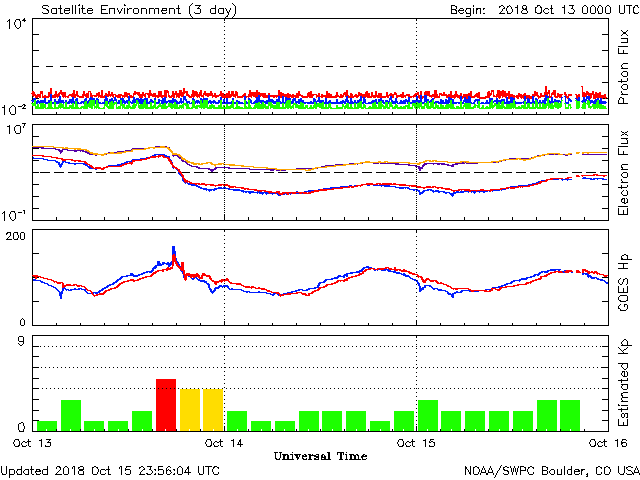 Satellite Environment (3 day) Begin: 2018 Oct 13 0000 UTC
10^4
10^-2
Proton Flux
10^7
10^-1
Electron Flux
200
0
GOES Hp
9
0
Estimated Kp
Oct 13 Oct 14 Oct 15 Oct 16
Universal Time
Updated 2018 Oct 15 23:56:04 UTC NOAA/SWPC Boulder, CO USA